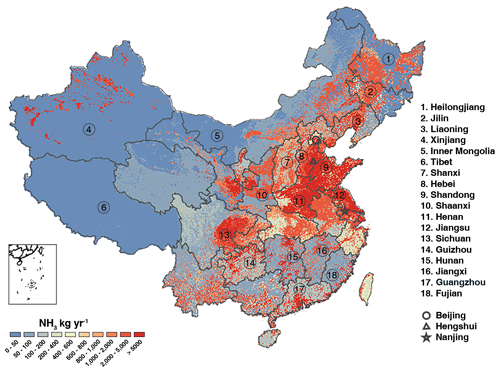 1
2
3
4
5
6
7
8
9
10
11
12
13
14
15
16
17
18
1. Heilongjiang
2. Jilin
3. Liaoning
4. Xinjiang
5. Inner Mongolia
6. Tibet
7. Shanxi
8. Hebei
9. Shandong
10. Shaanxi
11. Henan
12. Jiangsu
13. Sichuan
14. Guizhou
15. Hunan
16. Jiangxi
17. Guangzhou
18. Fujian
Beijing
Hengshui
Nanjing
NH₃ kg yr⁻¹
0 - 50
50 - 100
100 - 200
200 - 400
400 - 600
600 - 800
800 - 1,000
1,000 - 2,000
2,000 - 5,000
> 5000